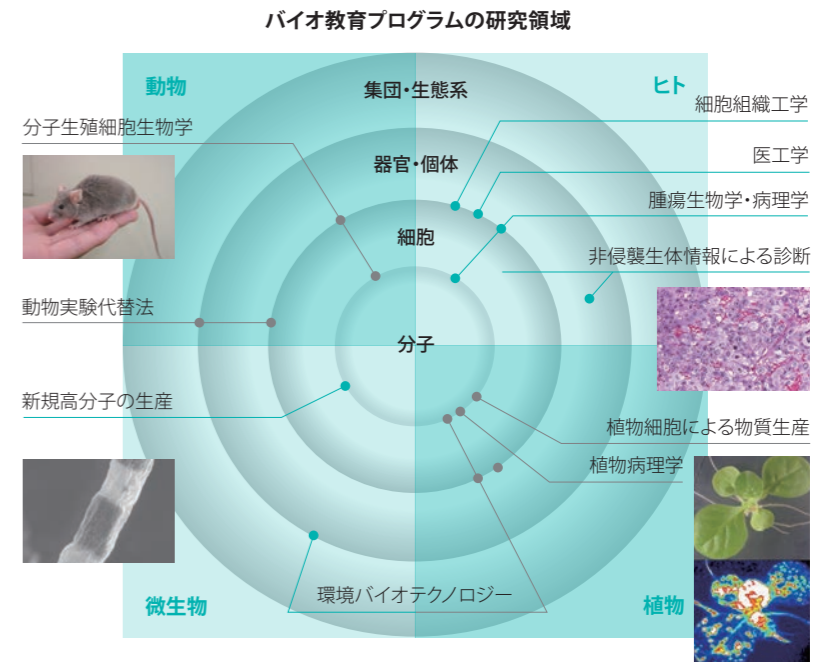 バイオ教育プログラムの研究領域
動物
ヒト
集団・生態系
器官・個体
細胞
分子
分子生殖細胞生物学
動物実験代替法
新規高分子の生産
細胞組織工学
医工学
腫瘍生物学・病理学
非侵襲生体情報による診断
植物細胞による物質生産
植物病理学
環境バイオテクノロジー
微生物
植物